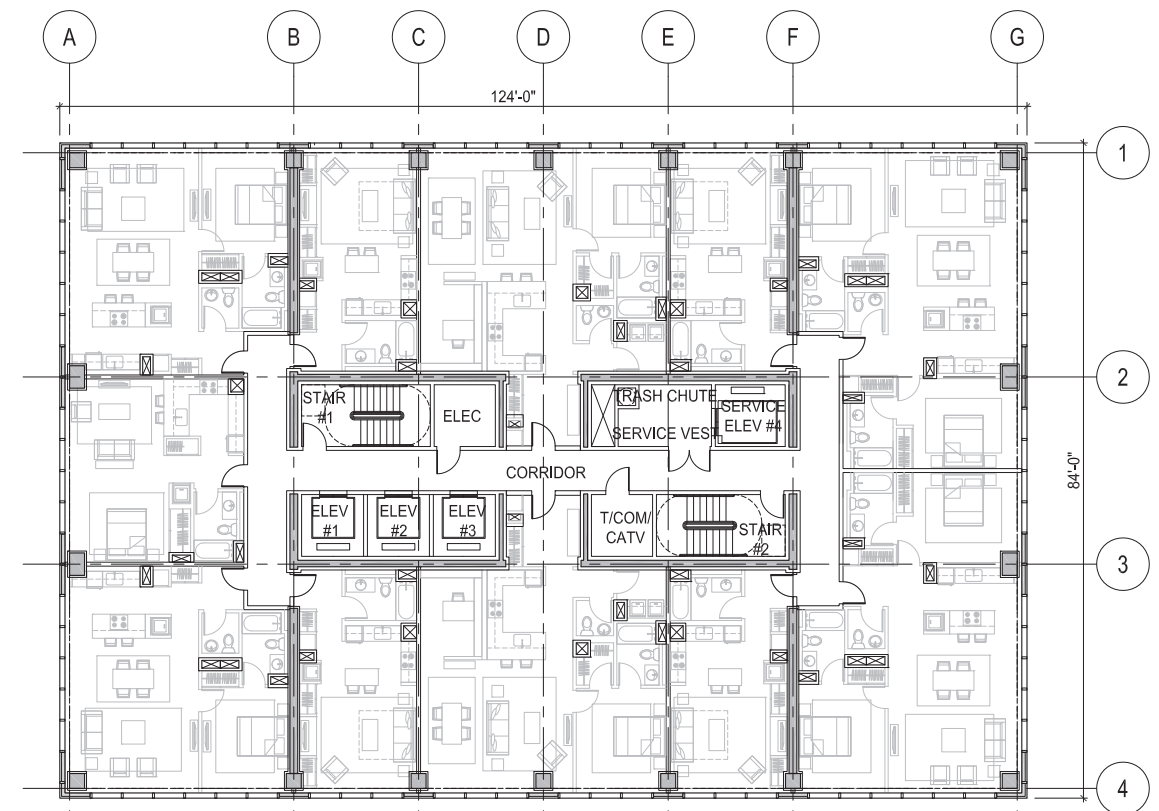 A B C D E F G
124'-0"
1
2
STAIR
#1
ELEC
TRASH CHUTE
SERVICE
ELEV #4
SERVICE VEST
CORRIDOR
84'-0"
ELEV
#1
ELEV
#2
ELEV
#3
T/COM/
CATV
STAIR
#2
3
4